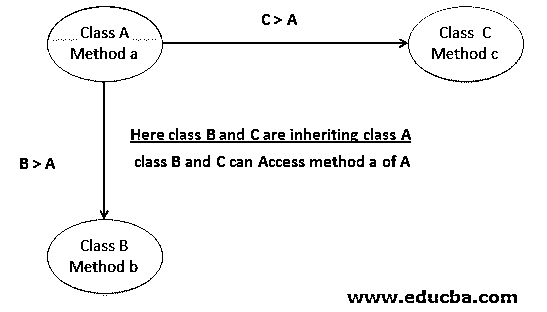 Class A
Method a
C > A
Class C
Method c
Here class B and C are inheriting class A
class B and C can Access method a of A
B > A
Class B
Method b
www.educba.com